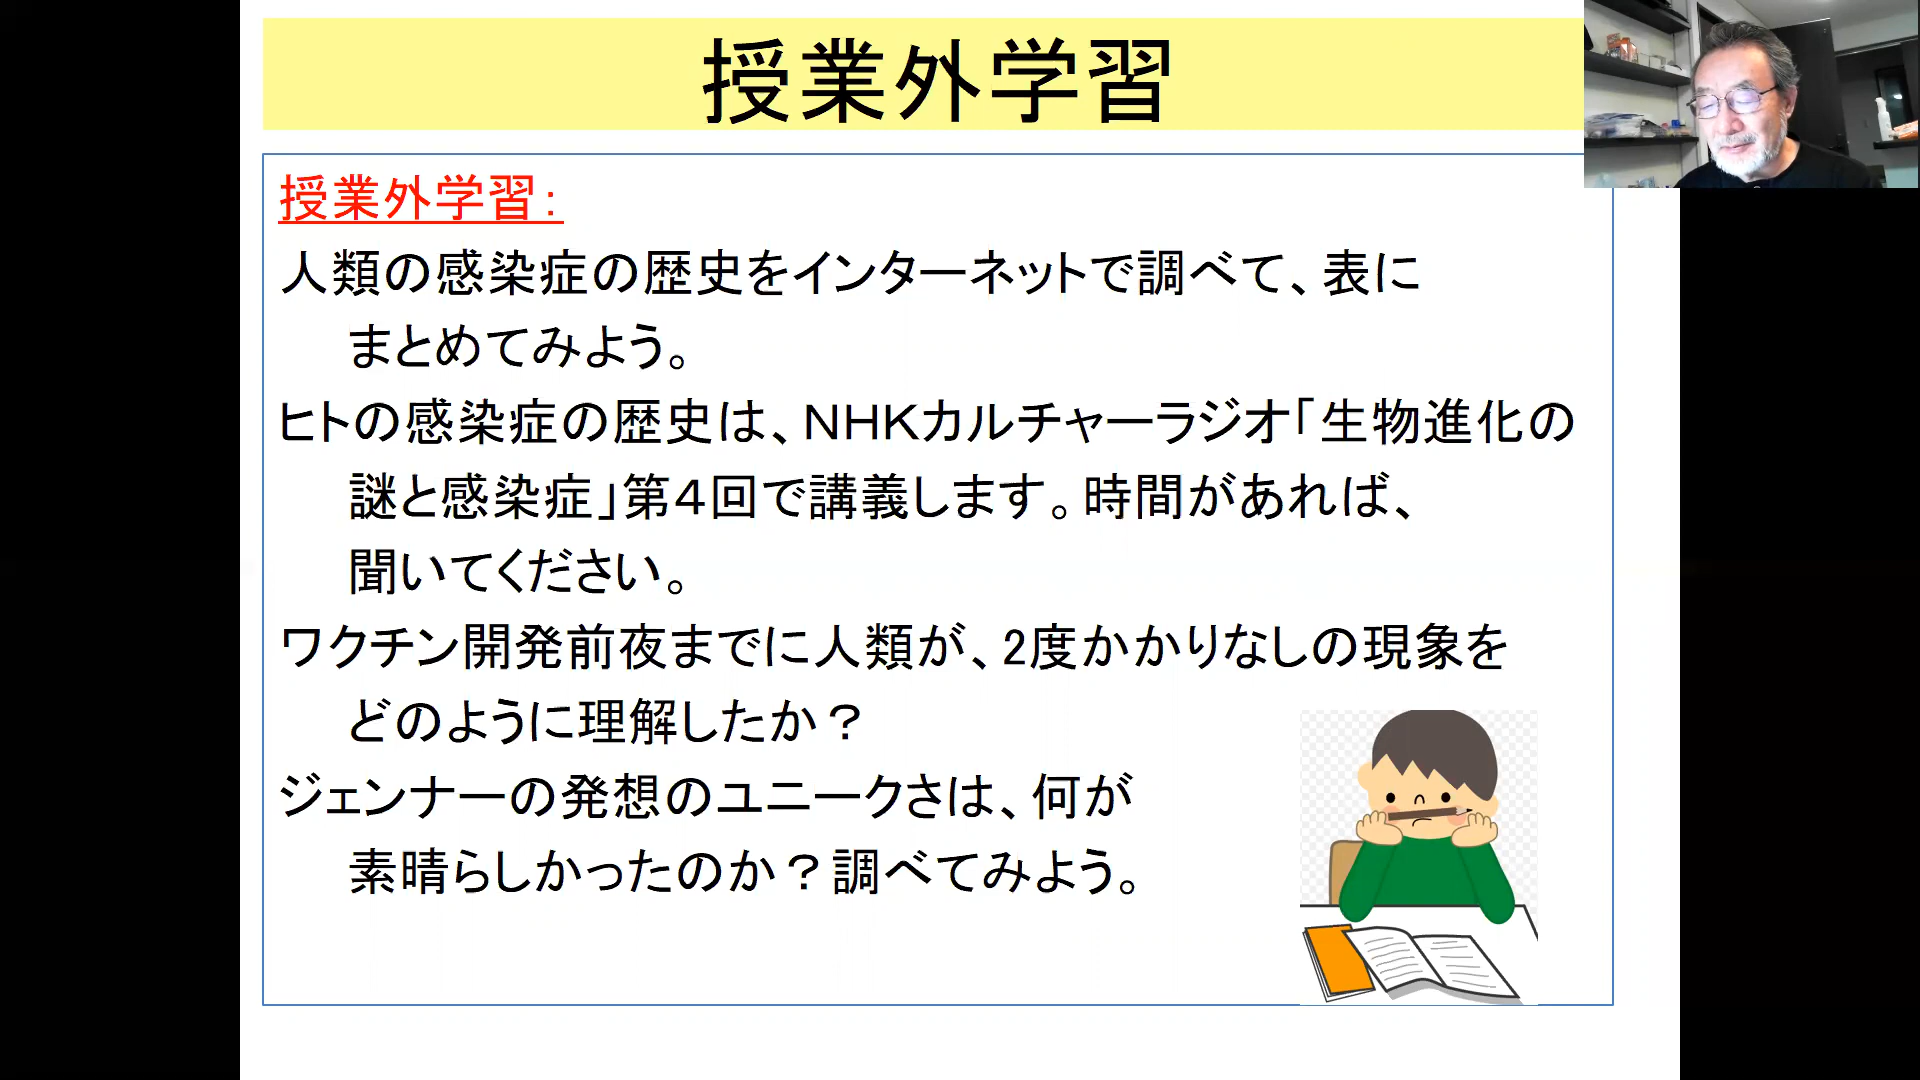 授業外学習
授業外学習：
人類の感染症の歴史をインターネットで調べて、表に
まとめてみよう。
ヒトの感染症の歴史は、NHKカルチャーラジオ「生物進化の
謎と感染症」第4回で講義します。時間があれば、
聞いてください。
ワクチン開発前夜までに人類が、2度かかりなしの現象を
どのように理解したか？
ジェンナーの発想のユニークさは、何が
素晴らしかったのか？調べてみよう。